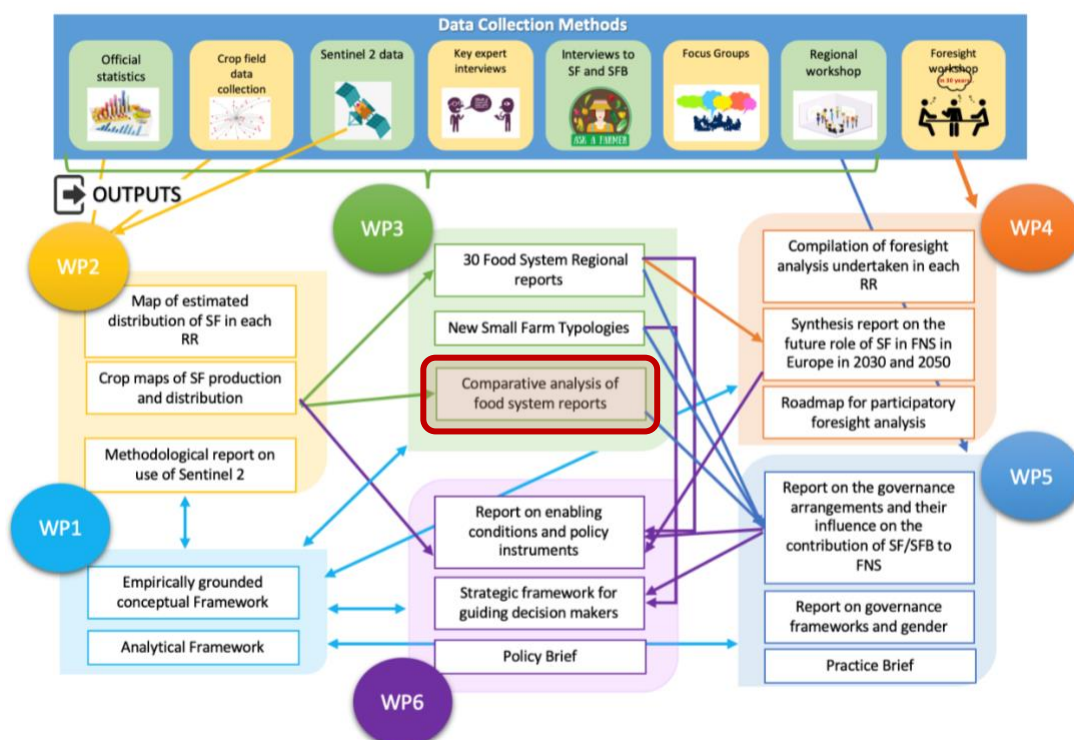 Data Collection Methods
Official
statistics
Crop field
data
collection
Sentinel 2 data
Key expert
interviews
Interviews to
SF and SFB
ASK A FARMER
Focus Groups
Regional
workshop
Foresight
workshop
In 30 years..
OUTPUTS
WP2
Map of estimated
distribution of SF in each
RR
Crop maps of SF production
and distribution
Methodological report on
use of Sentinel 2
WP3
30 Food System Regional
reports
New Small Farm Typologies
Comparative analysis of
food system reports
WP4
Compilation of foresight
analysis undertaken in each
RR
Synthesis report on the
future role of SF in FNS in
Europe in 2030 and 2050
Roadmap for participatory
foresight analysis
WP1
Empirically grounded
conceptual Framework
Analytical Framework
Report on enabling
conditions and policy
instruments
Strategic framework for
guiding decision makers
Policy Brief
WP6
WP5
Report on the governance
arrangements and their
influence on the
contribution of SF/SFB to
FNS
Report on governance
frameworks and gender
Practice Brief